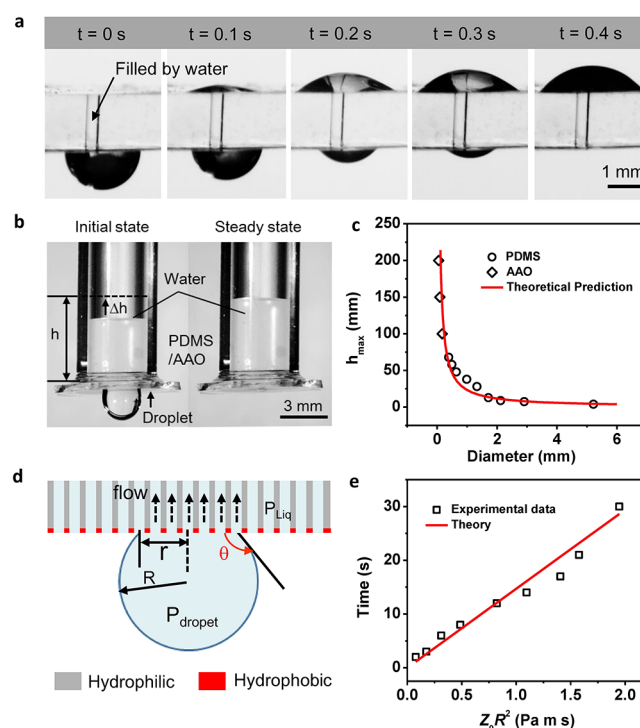 a
t = 0 s t = 0.1 s t = 0.2 s t = 0.3 s t = 0.4 s
Filled by water
1 mm
b
Initial state Steady state
Water
Δh
h
PDMS
/AAO
Droplet
3 mm
c
250
200
150
100
50
0
h_max (mm)
PDMS
AAO
Theoretical Prediction
0 2 4 6
Diameter (mm)
d
flow
P_Liq
r
θ
R
P_dropet
Hydrophilic Hydrophobic
e
30
20
10
0
Time (s)
Experimental data
Theory
0.0 0.5 1.0 1.5 2.0
Z_oR² (Pa m s)